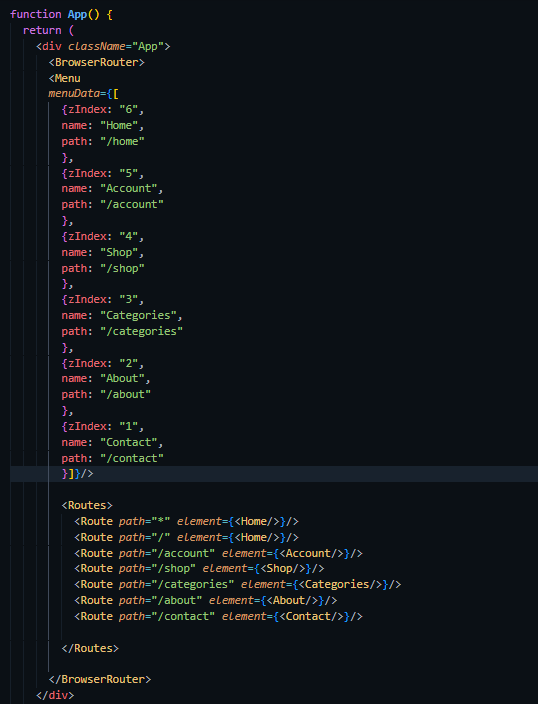 function App() {
return (
<div className="App">
<BrowserRouter>
<Menu
menuData={[
{zIndex: "6",
name: "Home",
path: "/home"
},
{zIndex: "5",
name: "Account",
path: "/account"
},
{zIndex: "4",
name: "Shop",
path: "/shop"
},
{zIndex: "3",
name: "Categories",
path: "/categories"
},
{zIndex: "2",
name: "About",
path: "/about"
},
{zIndex: "1",
name: "Contact",
path: "/contact"
}]}/>
<Routes>
<Route path="*" element={<Home/>}/>
<Route path="/" element={<Home/>}/>
<Route path="/account" element={<Account/>}/>
<Route path="/shop" element={<Shop/>}/>
<Route path="/categories" element={<Categories/>}/>
<Route path="/about" element={<About/>}/>
<Route path="/contact" element={<Contact/>}/>
</Routes>
</BrowserRouter>
</div>